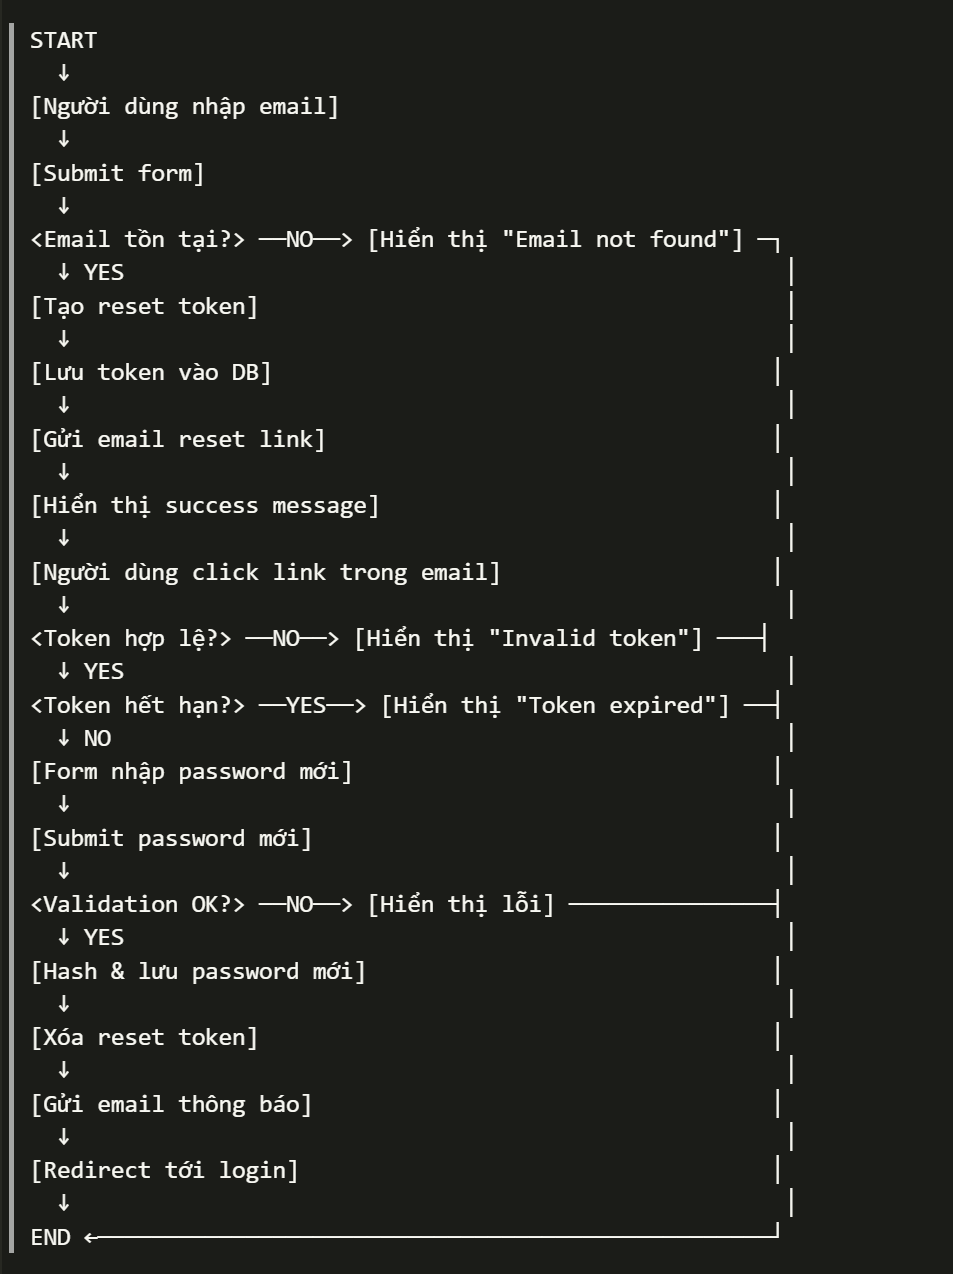 START
↓
[Người dùng nhập email]
↓
[Submit form]
↓
<Email tồn tại?> ──NO──> [Hiển thị "Email not found"] ─┐
↓ YES │
[Tạo reset token] │
↓ │
[Lưu token vào DB] │
↓ │
[Gửi email reset link] │
↓ │
[Hiển thị success message] │
↓ │
[Người dùng click link trong email] │
↓ │
<Token hợp lệ?> ──NO──> [Hiển thị "Invalid token"] ───┤
↓ YES │
<Token hết hạn?> ──YES──> [Hiển thị "Token expired"] ──┤
↓ NO │
[Form nhập password mới] │
↓ │
[Submit password mới] │
↓ │
<Validation OK?> ──NO──> [Hiển thị lỗi] ───────────────┤
↓ YES │
[Hash & lưu password mới] │
↓ │
[Xóa reset token] │
↓ │
[Gửi email thông báo] │
↓ │
[Redirect tới login] │
↓ │
END ←──────────────────────────────────────────────────┘